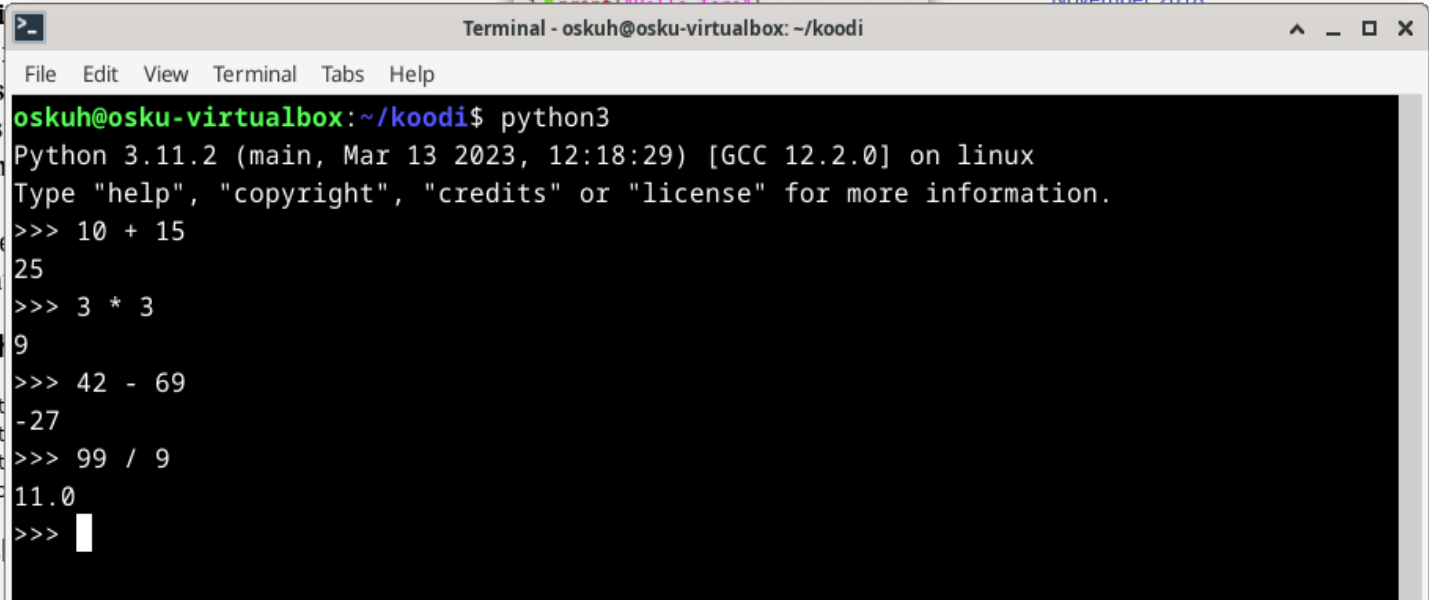 Terminal - oskuh@osku-virtualbox: ~/koodi
File Edit View Terminal Tabs Help
oskuh@osku-virtualbox:~/koodi$ python3
Python 3.11.2 (main, Mar 13 2023, 12:18:29) [GCC 12.2.0] on linux
Type "help", "copyright", "credits" or "license" for more information.
>>> 10 + 15
25
>>> 3 * 3
9
>>> 42 - 69
-27
>>> 99 / 9
11.0
>>>